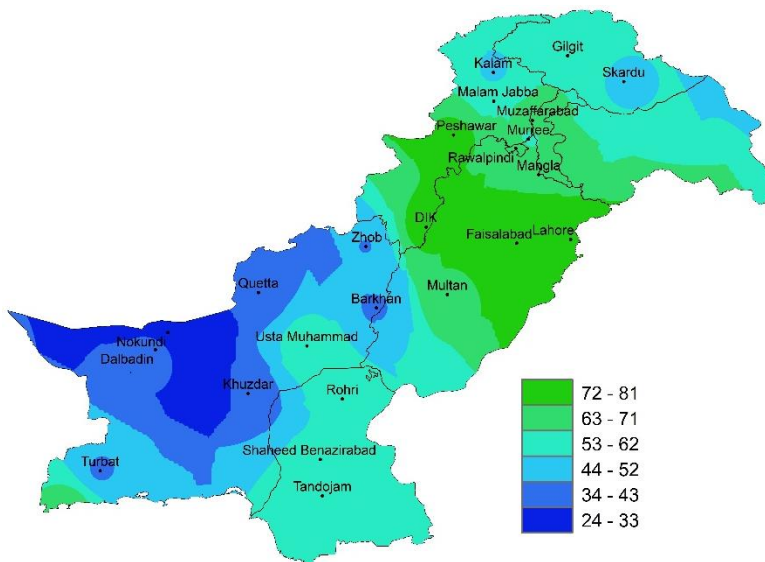 Gilgit
Kalam
Skardu
Malam Jabba
Muzaffarabad
Peshawar
Murree
Rawalpindi
Mangla
DIK
Faisalabad
Lahore
Zhob
Quetta
Multan
Barkhan
Nokundi
Usta Muhammad
Dalbadin
Khuzdar
Rohri
72 - 81
63 - 71
53 - 62
Shaheed Benazirabad
44 - 52
Turbat
34 - 43
Tandojam
24 - 33